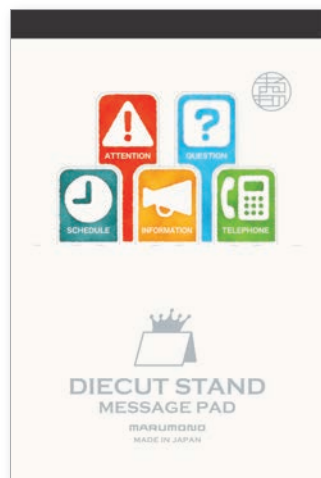 ATTENTION
QUESTION
SCHEDULE
INFORMATION
TELEPHONE
DIECUT STAND
MESSAGE PAD
MARUMONO
MADE IN JAPAN